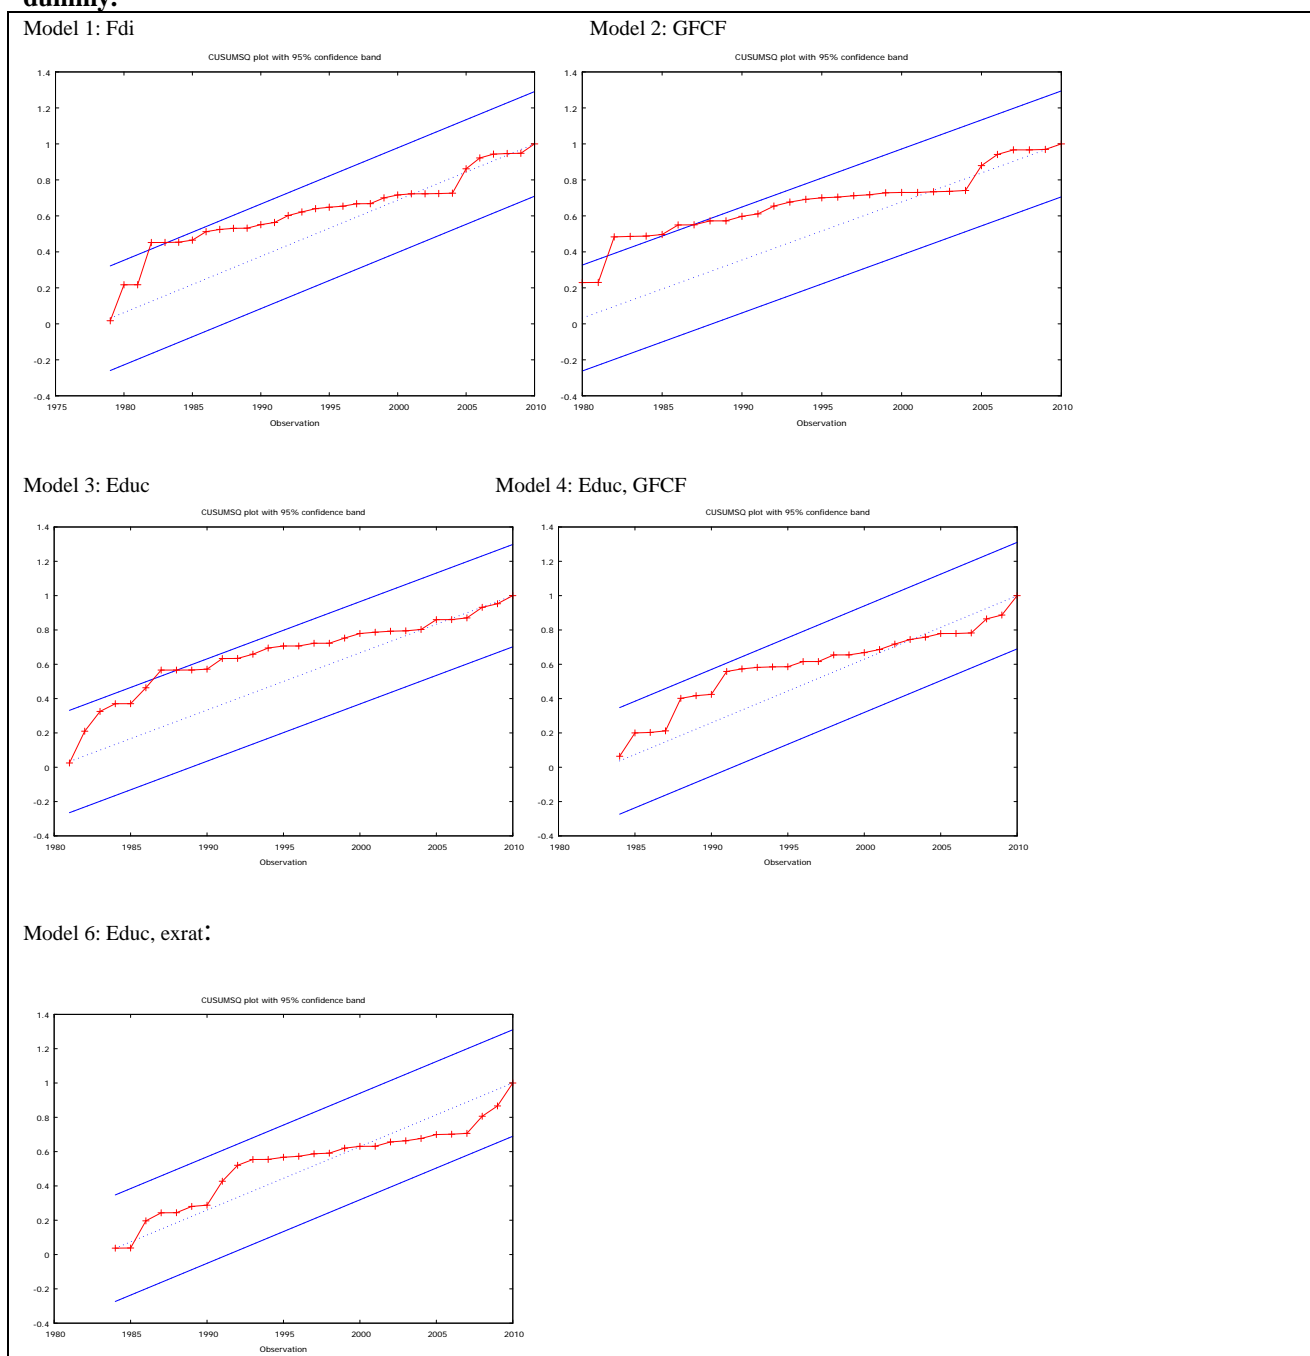 dummy.
Model 1: Fdi Model 2: GFCF
CUSUMSQ plot with 95% confidence band
1.4
1.2
1
0.8
0.6
0.4
0.2
0
-0.2
-0.4
1975 1980 1985 1990 1995 2000 2005 2010
Observation
CUSUMSQ plot with 95% confidence band
1.4
1.2
1
0.8
0.6
0.4
0.2
0
-0.2
-0.4
1980 1985 1990 1995 2000 2005 2010
Observation
Model 3: Educ Model 4: Educ, GFCF
CUSUMSQ plot with 95% confidence band
1.4
1.2
1
0.8
0.6
0.4
0.2
0
-0.2
-0.4
1980 1985 1990 1995 2000 2005 2010
Observation
CUSUMSQ plot with 95% confidence band
1.4
1.2
1
0.8
0.6
0.4
0.2
0
-0.2
-0.4
1980 1985 1990 1995 2000 2005 2010
Observation
Model 6: Educ, exrat:
CUSUMSQ plot with 95% confidence band
1.4
1.2
1
0.8
0.6
0.4
0.2
0
-0.2
-0.4
1980 1985 1990 1995 2000 2005 2010
Observation